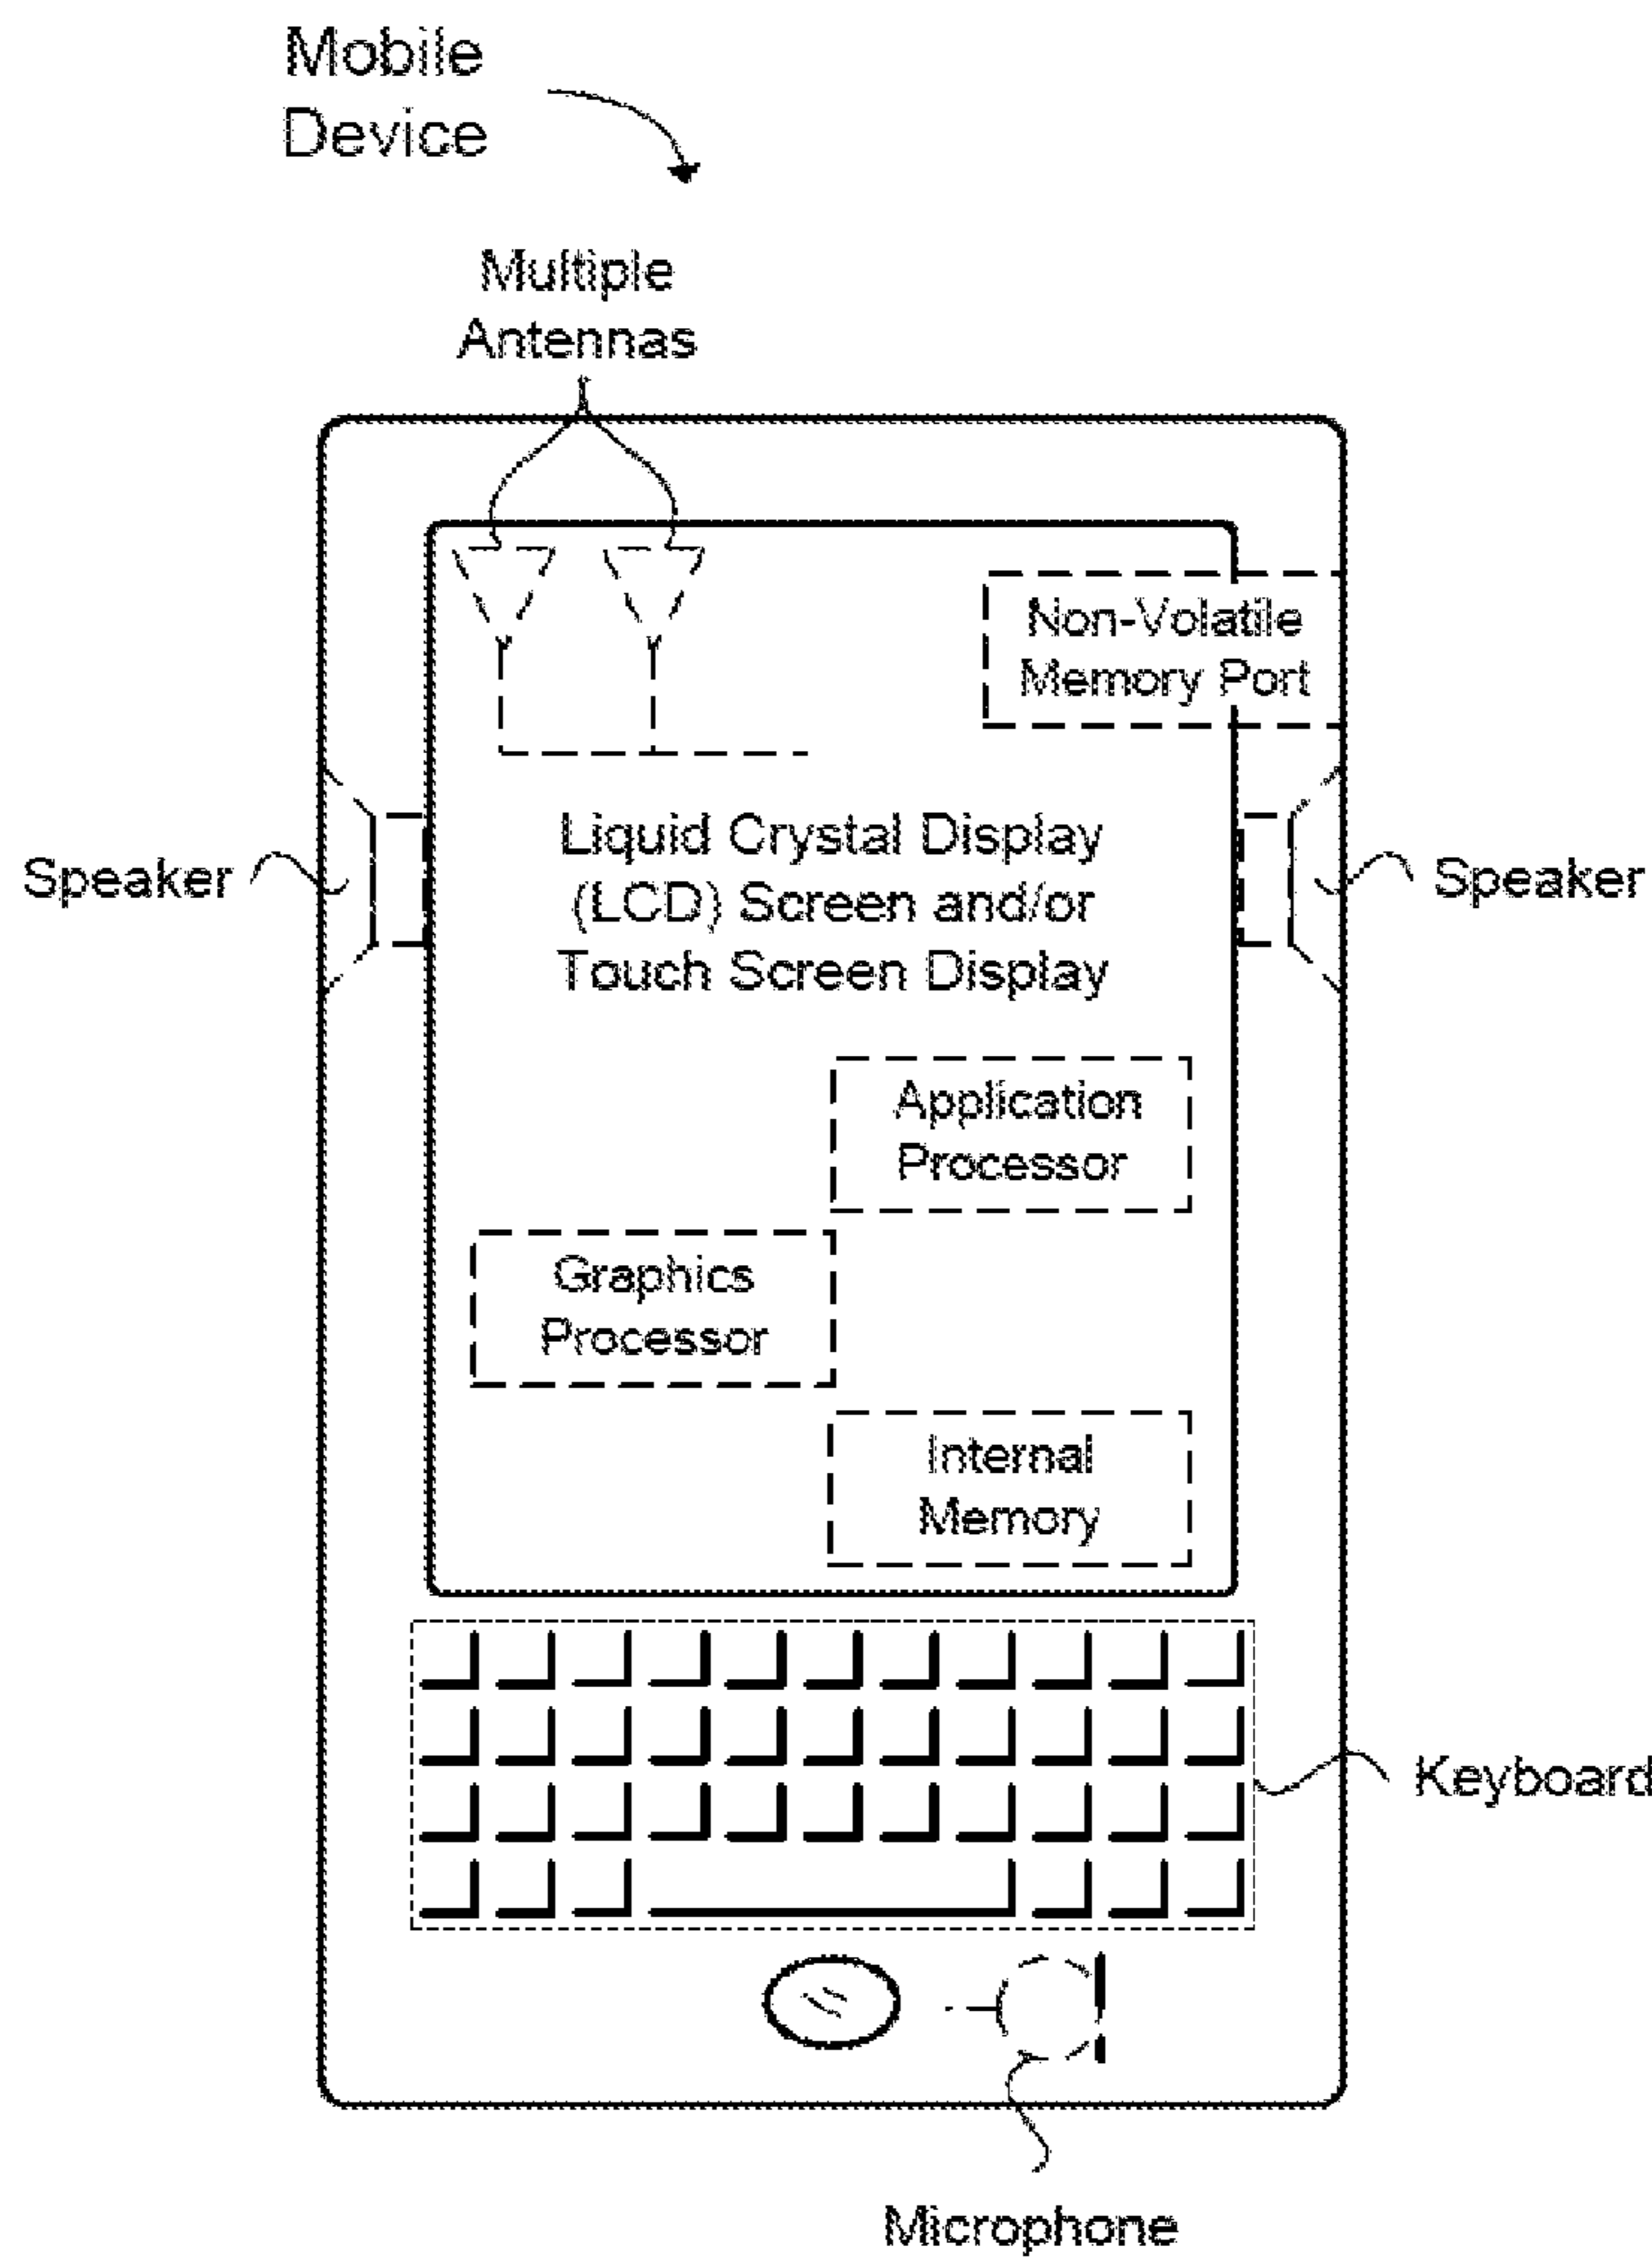 Mobile
Device
Multiple
Antennas
Non-Volatile
Memory Port
Liquid Crystal Display
(LCD) Screen and/or
Touch Screen Display
Speaker
Speaker
Application
Processor
Graphics
Processor
Internal
Memory
Keyboard
Microphone